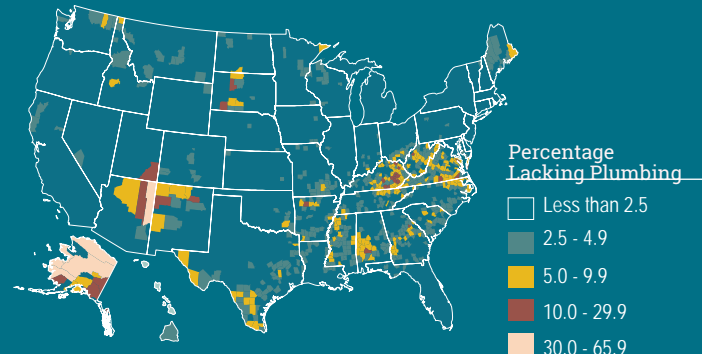 Percentage
Lacking Plumbing
Less than 2.5
2.5 - 4.9
5.0 - 9.9
10.0 - 29.9
30.0 - 65.9